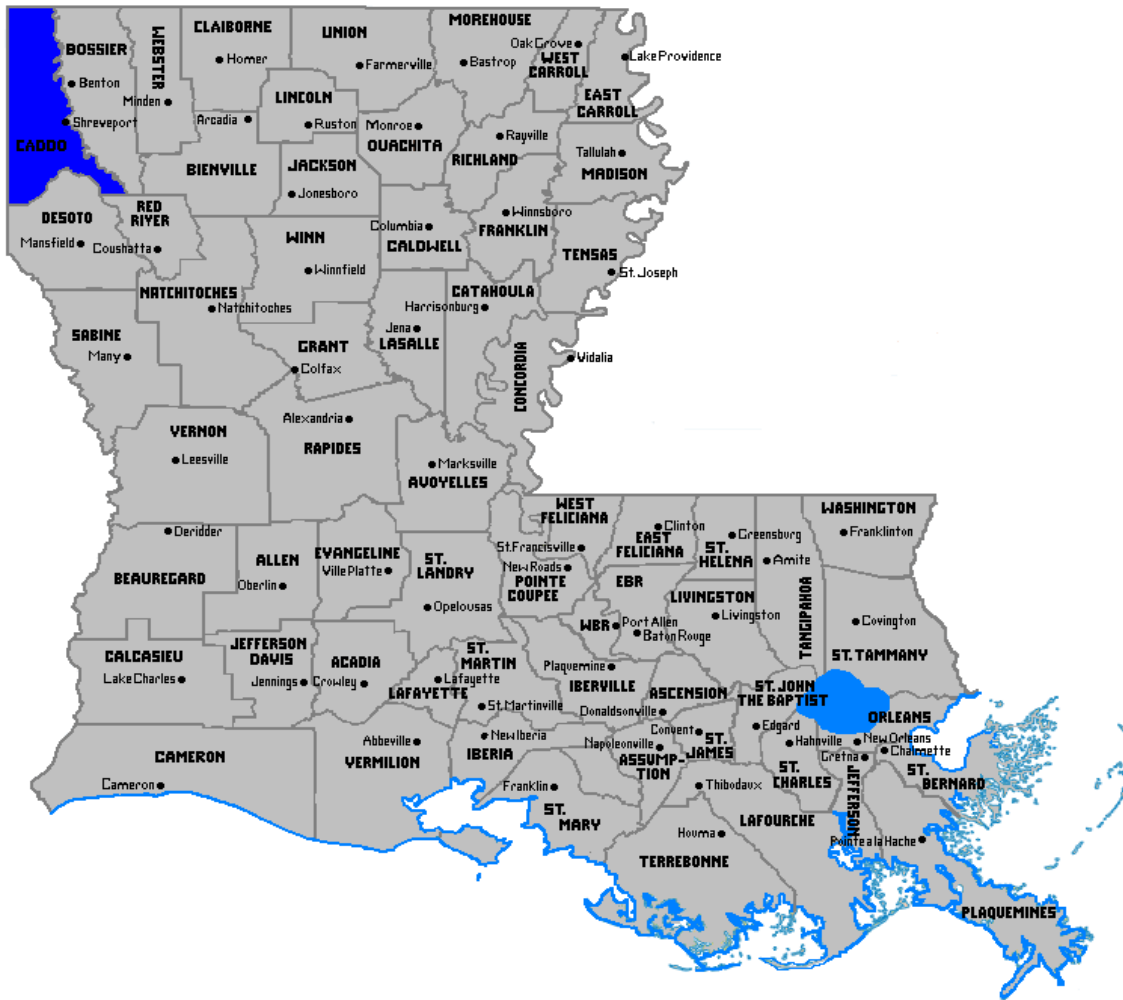 MOREHOUSE
CLAIBORNE
UNION
Oak Grove
BOSSIER
WEBSTER
Homer
Farmerville
Bastrop
WEST
CARROLL
Lake Providence
Benton
Minden
LINCOLN
EAST
CARROLL
Shreveport
Arcadia
Ruston
Monroe
OUACHITA
Rayville
CADDO
BIENVILLE
JACKSON
RICHLAND
Tallulah
MADISON
Jonesboro
DESOTO
RED
RIVER
Mansfield
Coushatta
WINN
Columbia
CALDWELL
Winnsboro
FRANKLIN
TENSAS
Winnfield
St. Joseph
NATCHITOCHES
Natchitoches
CATAHOULA
Harrisonburg
SABINE
Many
GRANT
Colfax
Jena
LASALLE
CONCORDIA
Vidalia
Alexandria
VERNON
RAPIDES
Leesville
Marksville
AVOYELLES
WEST
FELICIANA
WASHINGTON
Deridder
Clinton
EAST
FELICIANA
Greensburg
ST.
HELENA
Franklinton
St. Francisville
ALLEN
EVANGELINE
Ville Platte
ST.
LANDRY
New Roads
POINTE
COUPEE
Amite
BEAUREGARD
Oberlin
EBR
LIVINGSTON
TANGIPAHOA
Opelousas
WBR
Port Allen
Baton Rouge
Livingston
Covington
CALCASIEU
Lake Charles
JEFFERSON
DAVIS
Jennings
ACADIA
Crowley
ST.
MARTIN
Lafayette
LAFAYETTE
Plaquemine
IBERVILLE
ST. TAMMANY
ASCENSION
ST. JOHN
THE BAPTIST
St. Martinville
Donaldsonville
ORLEANS
CAMERON
Abbeville
VERMILION
New Iberia
IBERIA
Napoleonville
ASSUMP-
TION
Convent
ST.
JAMES
Edgard
Hahnville
New Orleans
Chalmette
Gretna
Cameron
Franklin
ST.
MARY
Thibodaux
ST.
CHARLES
JEFFERSON
ST.
BERNARD
LAFOURCHE
Houma
Pointe a la Hache
TERREBONNE
PLAQUEMINES